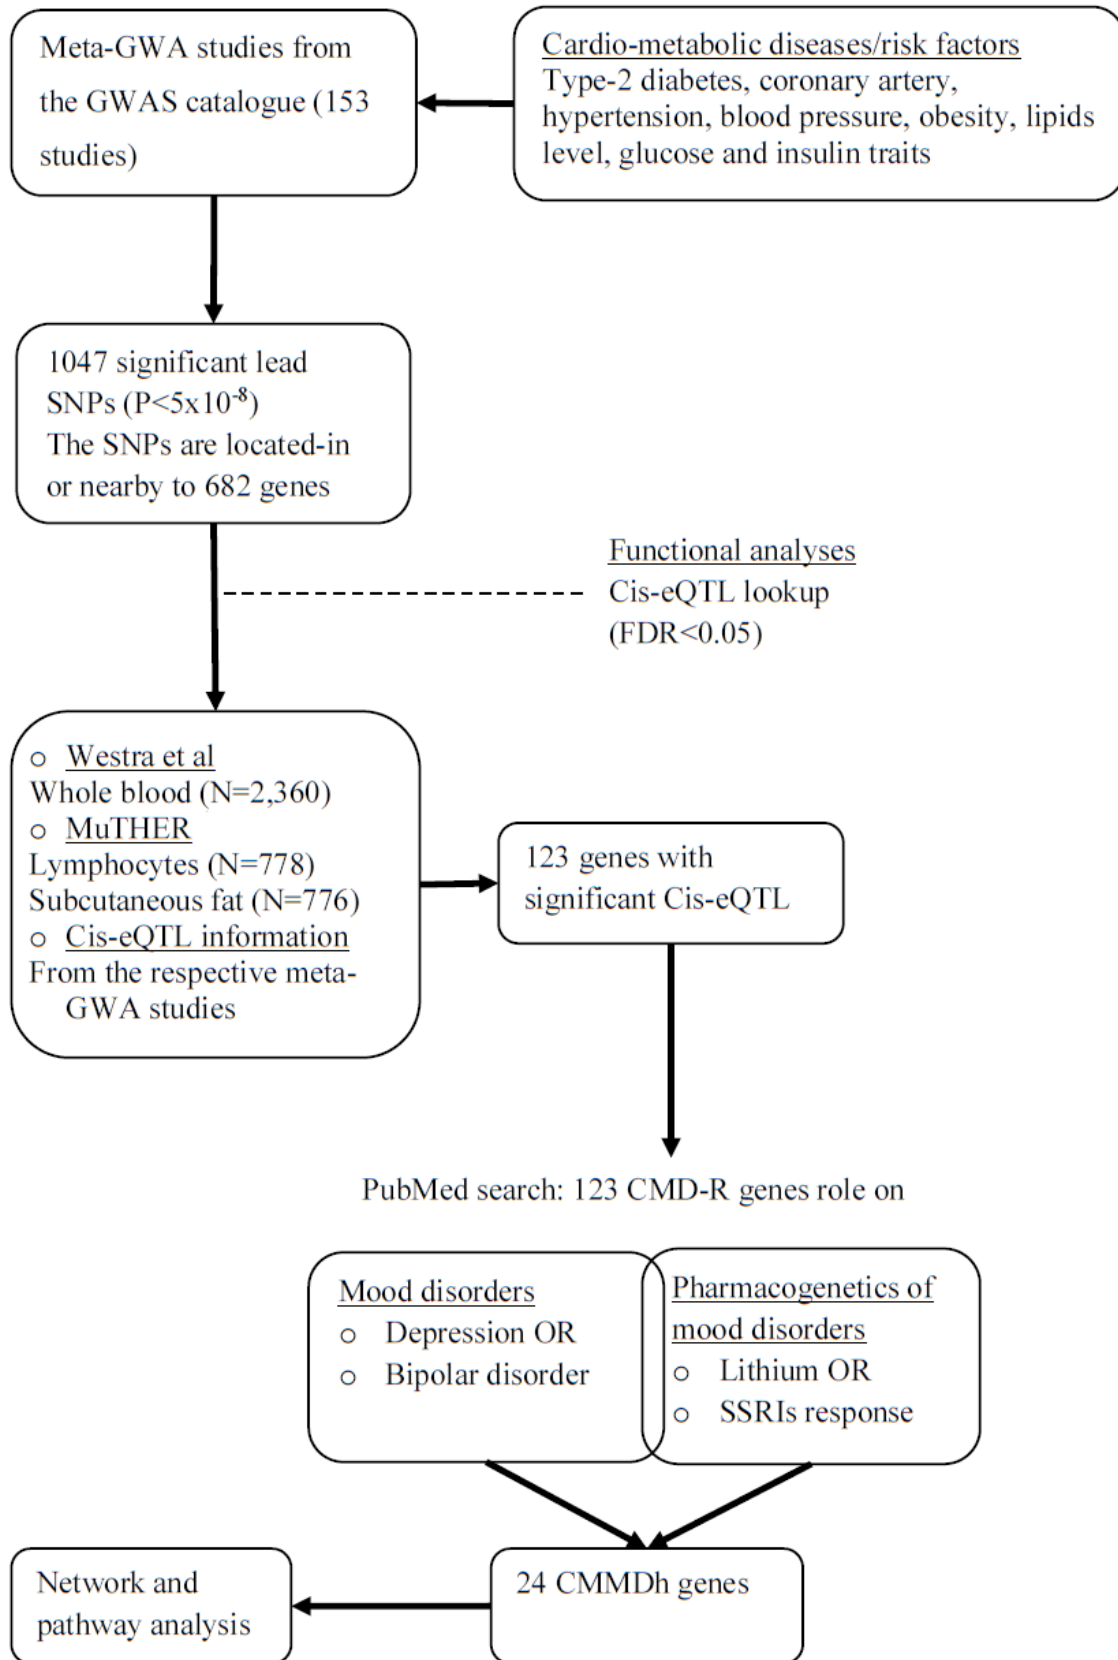 Meta-GWA studies from
the GWAS catalogue (153
studies)
Cardio-metabolic diseases/risk factors
Type-2 diabetes, coronary artery,
hypertension, blood pressure, obesity, lipids
level, glucose and insulin traits
1047 significant lead
SNPs (P<5x10⁻⁸)
The SNPs are located-in
or nearby to 682 genes
Functional analyses
Cis-eQTL lookup
(FDR<0.05)
○ Westra et al
Whole blood (N=2,360)
○ MuTHER
Lymphocytes (N=778)
Subcutaneous fat (N=776)
○ Cis-eQTL information
From the respective meta-
GWA studies
123 genes with
significant Cis-eQTL
PubMed search: 123 CMD-R genes role on
Mood disorders
○ Depression OR
○ Bipolar disorder
Pharmacogenetics of
mood disorders
○ Lithium OR
○ SSRIs response
24 CMMDh genes
Network and
pathway analysis